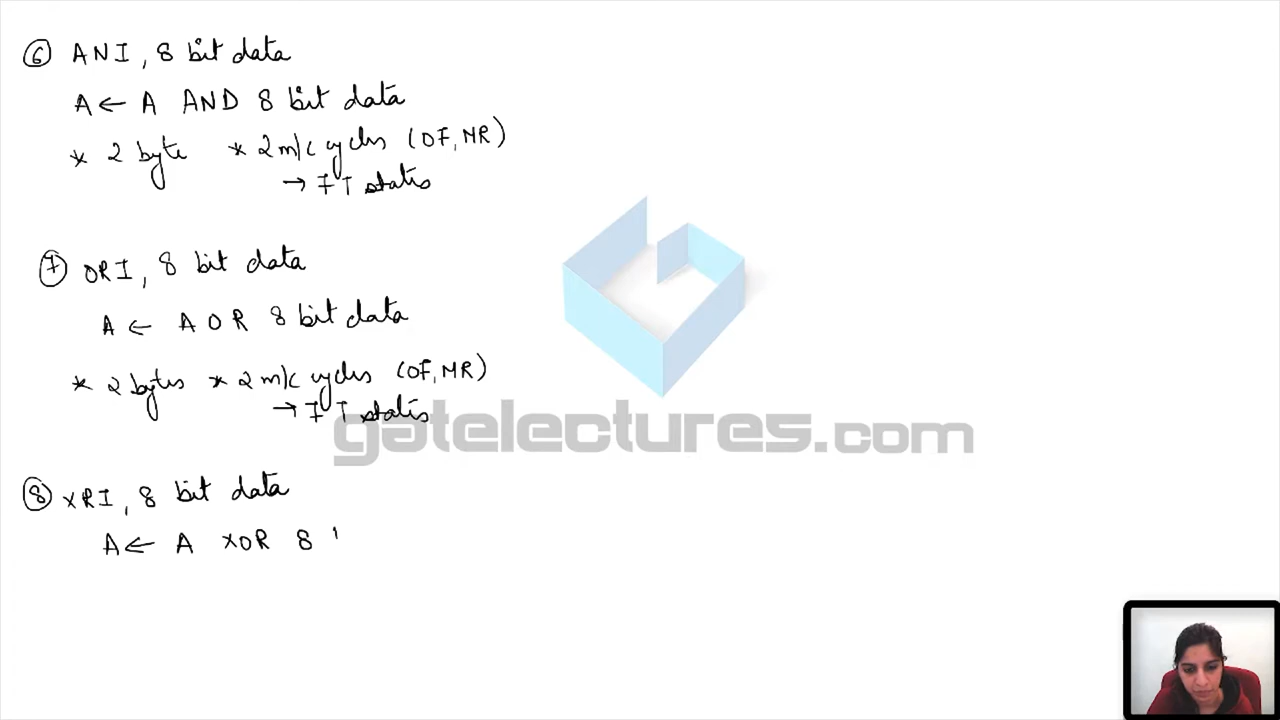 ⑥ ANI, 8 bit data
A ← A AND 8 bit data
* 2 byte * 2 m/c cycles (OF, MR)
→ 7 T states
⑦ ORI, 8 bit data
A ← A OR 8 bit data
* 2 bytes * 2 m/c cycles (OF, MR)
→ 7 T states
gatelectures.com
⑧ XRI, 8 bit data
A ← A XOR 8